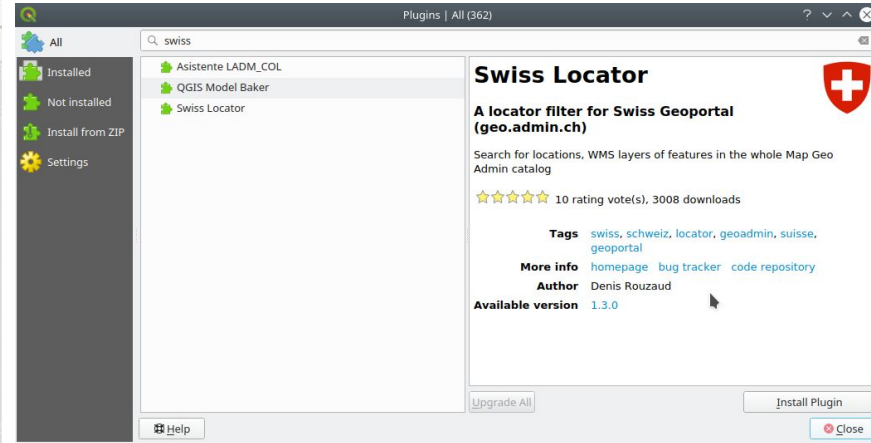 Plugins | All (362)
All
swiss
Installed
Not installed
Install from ZIP
Settings
Asistente LADM_COL
QGIS Model Baker
Swiss Locator
Swiss Locator
A locator filter for Swiss Geoportal
(geo.admin.ch)
Search for locations, WMS layers of features in the whole Map Geo
Admin catalog
10 rating vote(s), 3008 downloads
Tags swiss, schweiz, locator, geoadmin, suisse,
geoportal
More info homepage bug tracker code repository
Author Denis Rouzaud
Available version 1.3.0
Upgrade All
Install Plugin
Help
Close